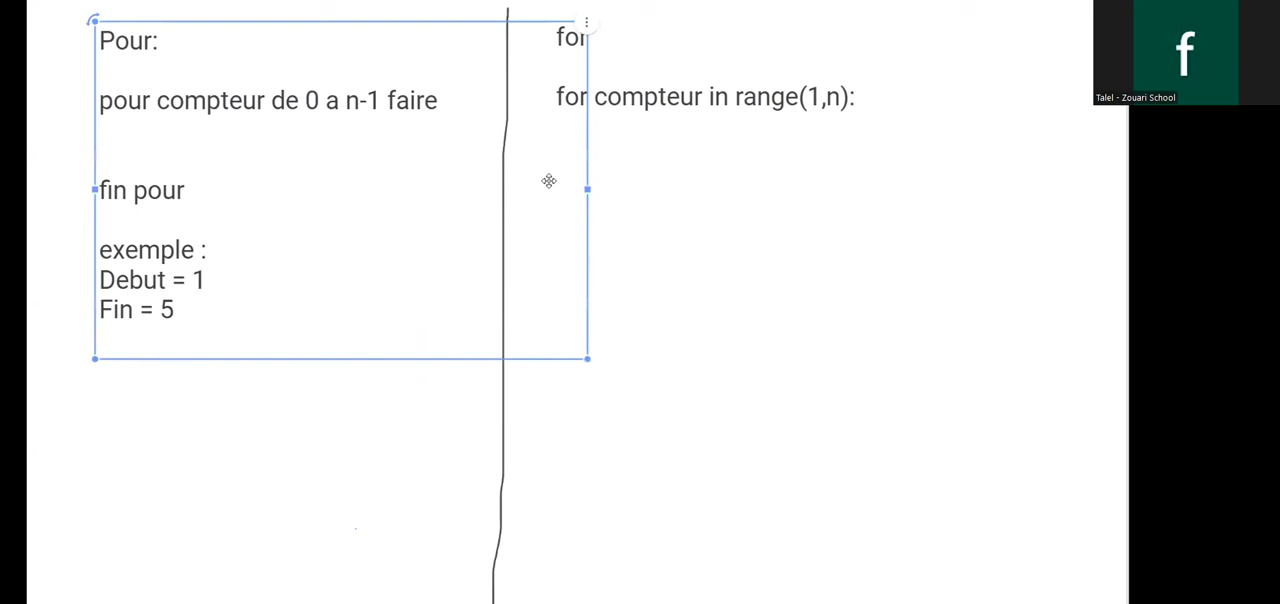 Pour:
pour compteur de 0 a n-1 faire
fin pour
exemple :
Debut = 1
Fin = 5
for
for compteur in range(1,n):
f
Talel - Zouari School